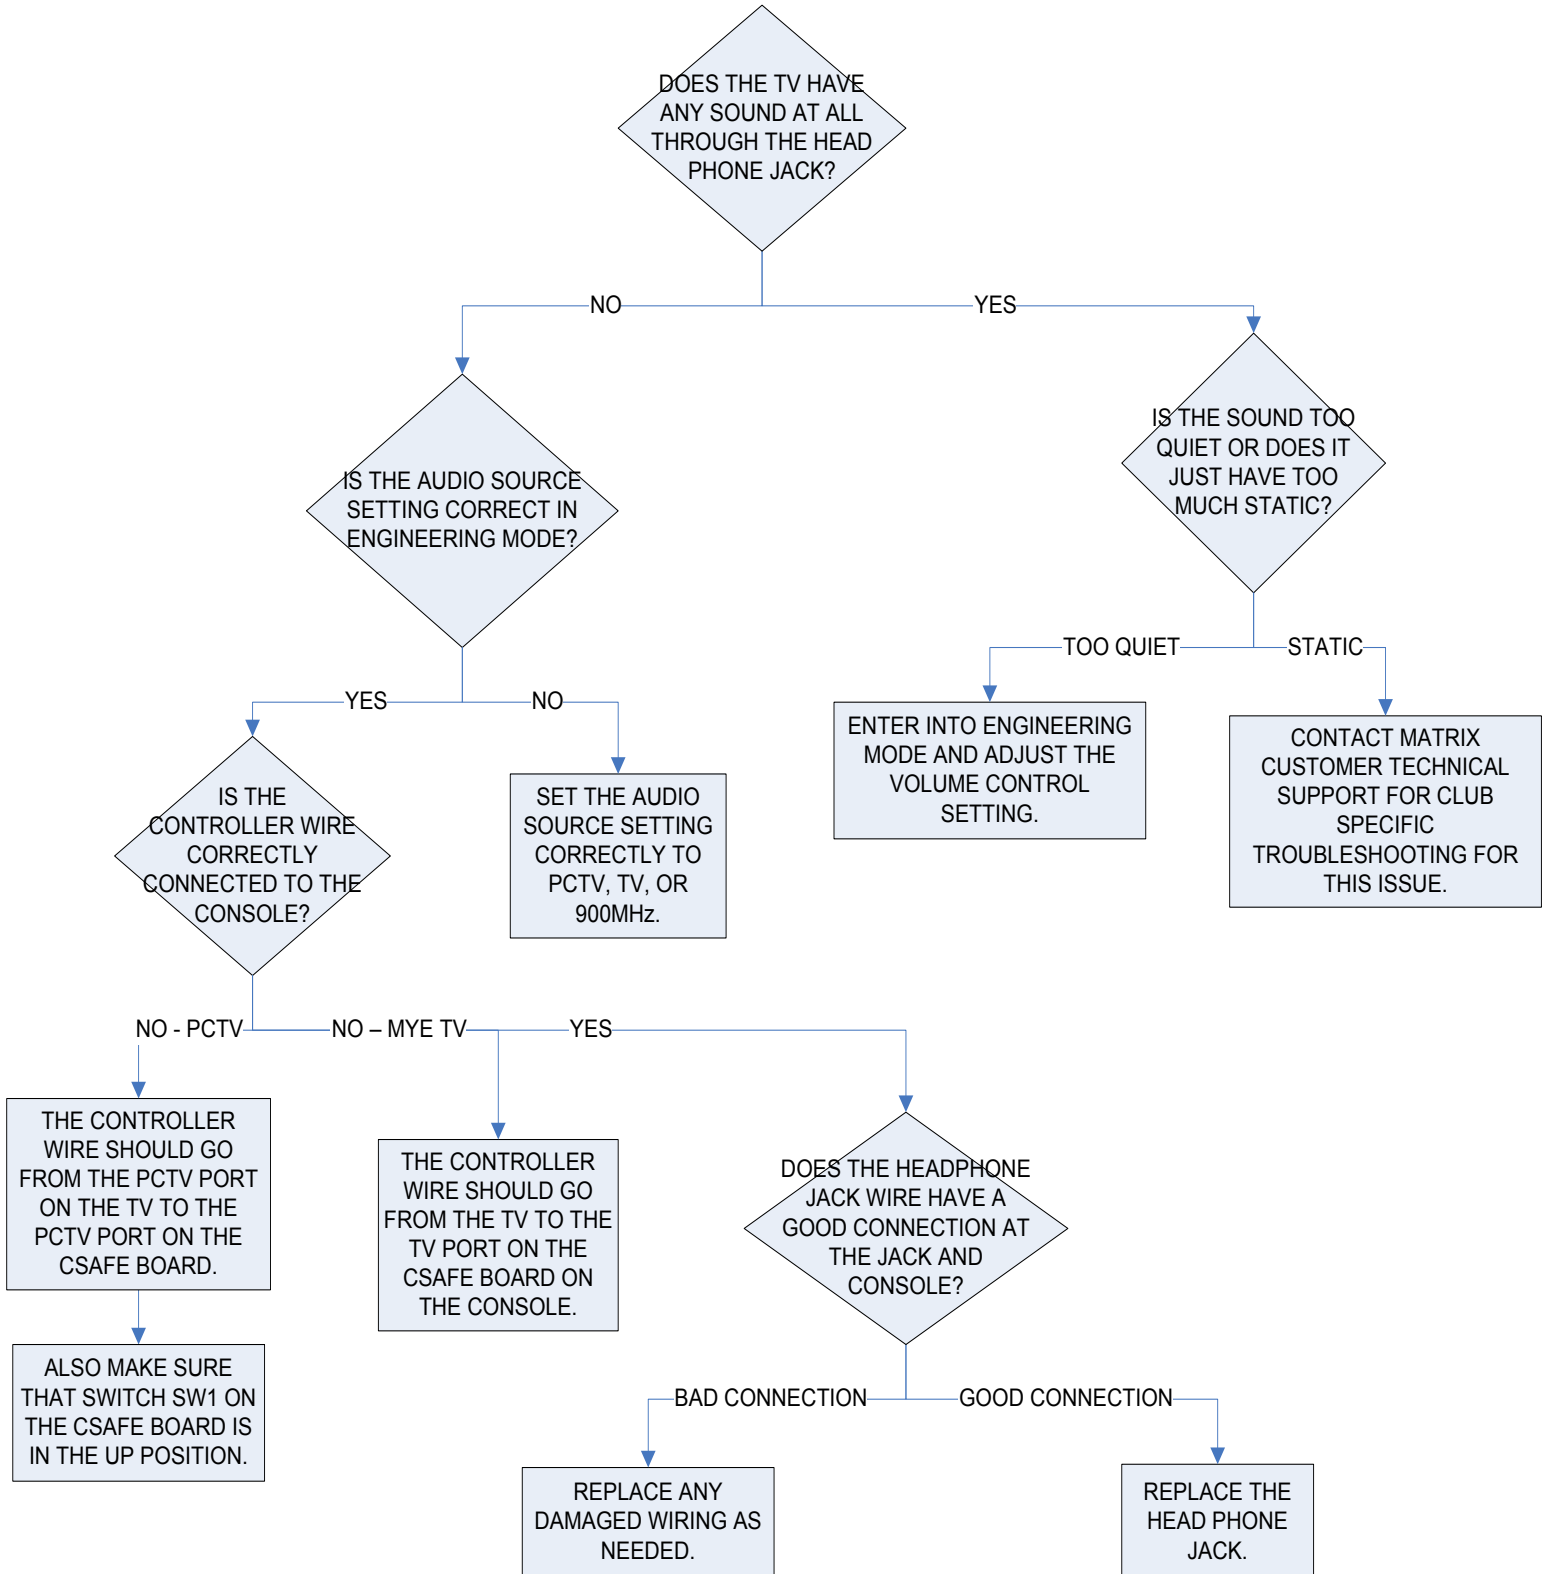 DOES THE TV HAVE
ANY SOUND AT ALL
THROUGH THE HEAD
PHONE JACK?
NO
YES
IS THE AUDIO SOURCE
SETTING CORRECT IN
ENGINEERING MODE?
IS THE SOUND TOO
QUIET OR DOES IT
JUST HAVE TOO
MUCH STATIC?
YES
NO
TOO QUIET
STATIC
IS THE
CONTROLLER WIRE
CORRECTLY
CONNECTED TO THE
CONSOLE?
SET THE AUDIO
SOURCE SETTING
CORRECTLY TO
PCTV, TV, OR
900MHz.
ENTER INTO ENGINEERING
MODE AND ADJUST THE
VOLUME CONTROL
SETTING.
CONTACT MATRIX
CUSTOMER TECHNICAL
SUPPORT FOR CLUB
SPECIFIC
TROUBLESHOOTING FOR
THIS ISSUE.
NO - PCTV
NO – MYE TV
YES
THE CONTROLLER
WIRE SHOULD GO
FROM THE PCTV PORT
ON THE TV TO THE
PCTV PORT ON THE
CSAFE BOARD.
THE CONTROLLER
WIRE SHOULD GO
FROM THE TV TO THE
TV PORT ON THE
CSAFE BOARD ON
THE CONSOLE.
DOES THE HEADPHONE
JACK WIRE HAVE A
GOOD CONNECTION AT
THE JACK AND
CONSOLE?
ALSO MAKE SURE
THAT SWITCH SW1 ON
THE CSAFE BOARD IS
IN THE UP POSITION.
BAD CONNECTION
GOOD CONNECTION
REPLACE ANY
DAMAGED WIRING AS
NEEDED.
REPLACE THE
HEAD PHONE
JACK.